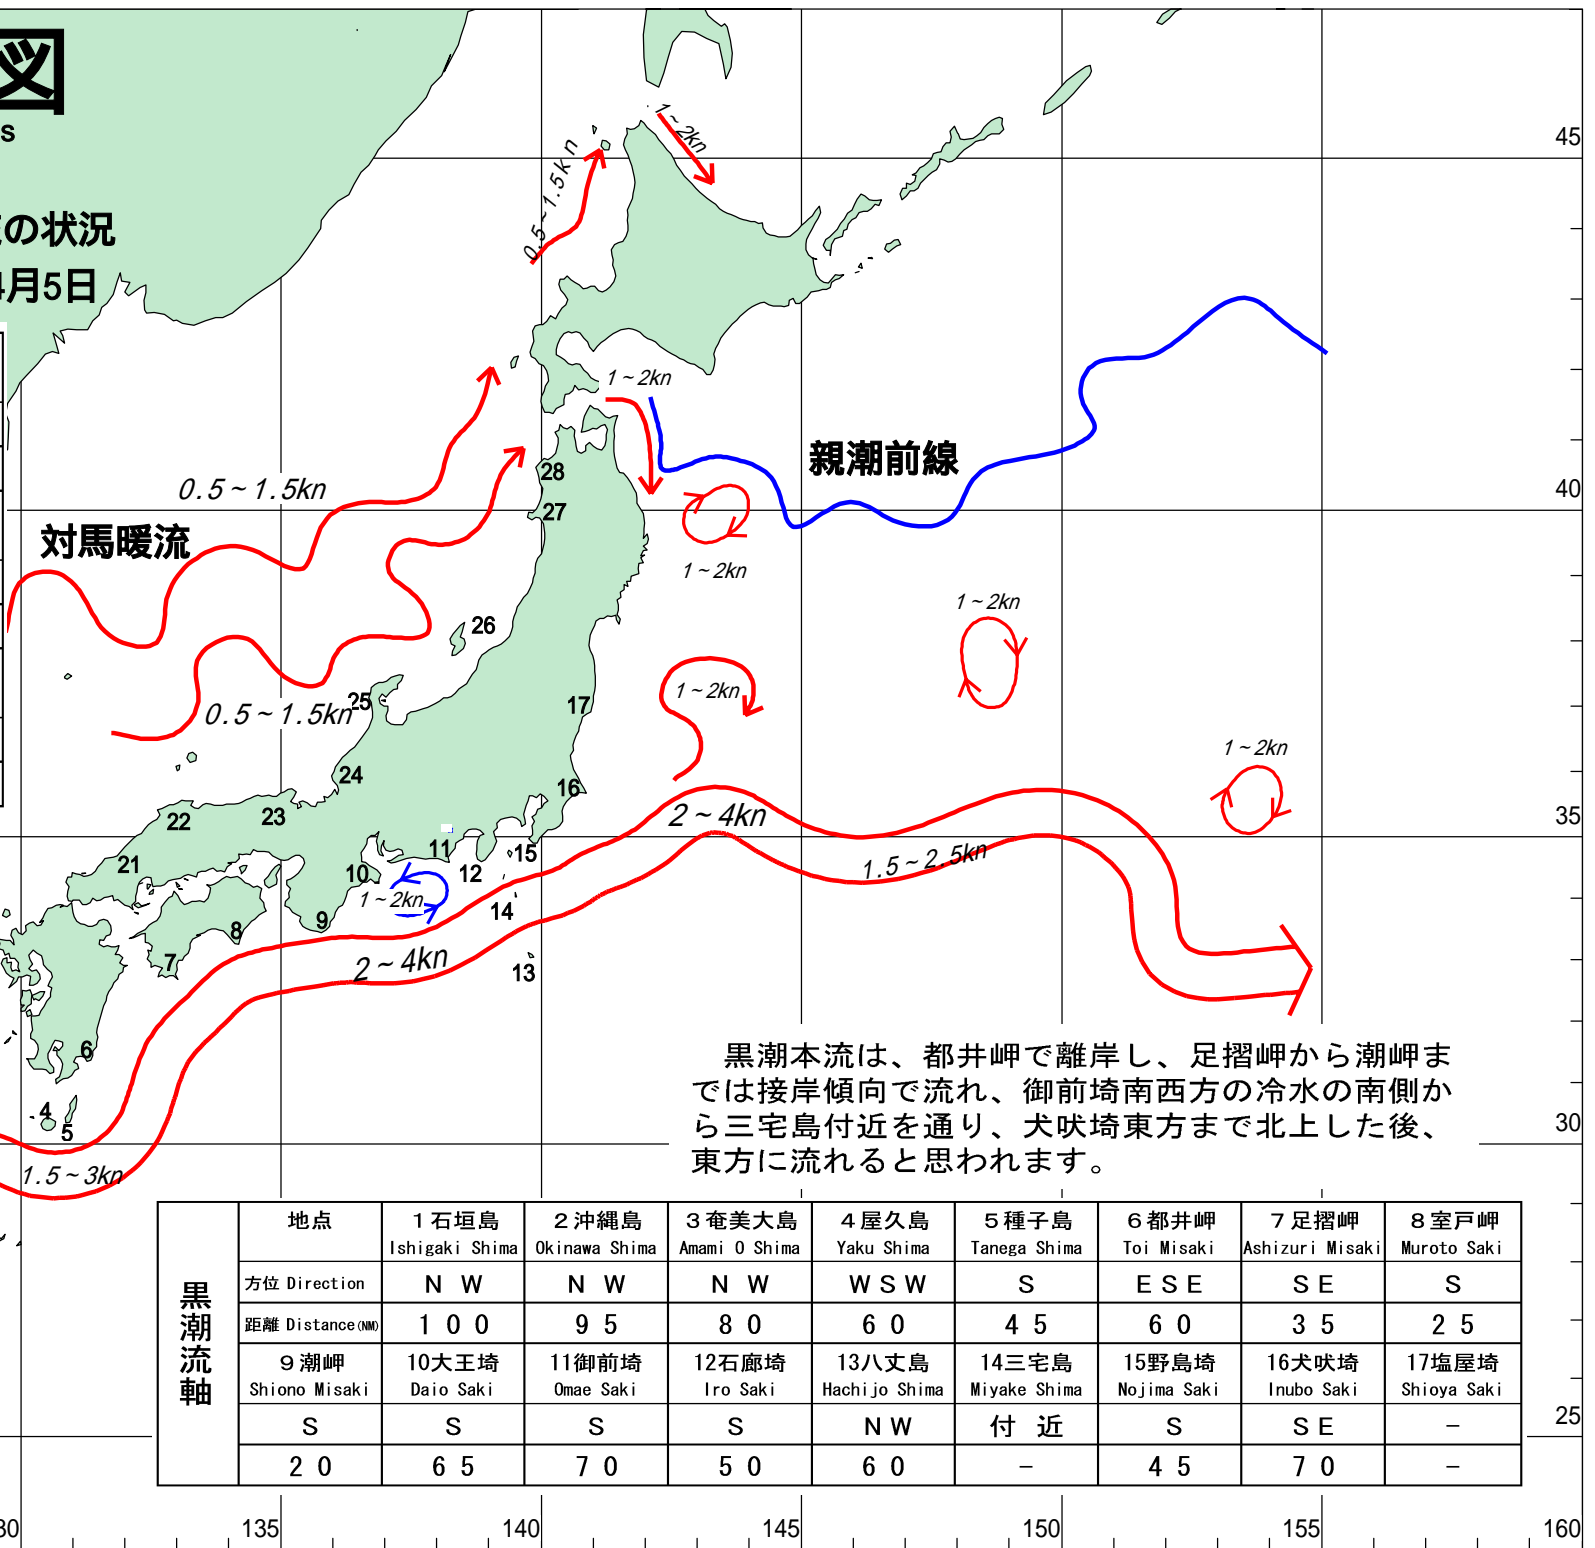 図
s
の状況
月5日
1～2kn
0.5～1.5kn
45
1～2kn
親潮前線
0.5～1.5kn
28
27
40
対馬暖流
1～2kn
1～2kn
26
1～2kn
25
0.5～1.5kn
17
24
1～2kn
16
22
23
2～4kn
35
11
15
21
10
12
1.5～2.5kn
1～2kn
14
9
8
7
2～4kn
13
6
黒潮本流は、都井岬で離岸し、足摺岬から潮岬ま
では接岸傾向で流れ、御前埼南西方の冷水の南側か
ら三宅島付近を通り、犬吠埼東方まで北上した後、
東方に流れると思われます。
4
5
30
1.5～3kn
黒潮流軸
地点 1石垣島 2沖縄島 3奄美大島 4屋久島 5種子島 6都井岬 7足摺岬 8室戸岬
Ishigaki Shima Okinawa Shima Amami O Shima Yaku Shima Tanega Shima Toi Misaki Ashizuri Misaki Muroto Saki
方位 Direction NW NW NW WSW S ESE SE S
距離 Distance(NM) 100 95 80 60 45 60 35 25
9潮岬 10大王埼 11御前埼 12石廊埼 13八丈島 14三宅島 15野島埼 16犬吠埼 17塩屋埼
Shiono Misaki Daio Saki Omae Saki Iro Saki Hachijo Shima Miyake Shima Nojima Saki Inubo Saki Shioya Saki
S S S S NW 付近 S SE －
20 65 70 50 60 － 45 70 －
25
30 135 140 145 150 155 160